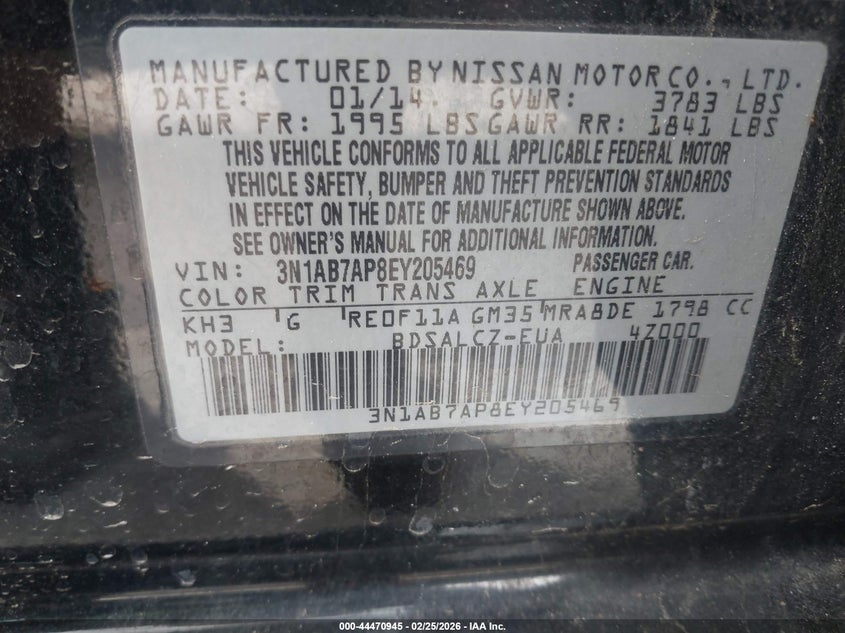 MANUFACTURED BY NISSAN MOTOR CO., LTD.
DATE: 01/14 GVWR: 3783 LBS
GAWR FR: 1995 LBS GAWR RR: 1841 LBS
THIS VEHICLE CONFORMS TO ALL APPLICABLE FEDERAL MOTOR
VEHICLE SAFETY, BUMPER AND THEFT PREVENTION STANDARDS
IN EFFECT ON THE DATE OF MANUFACTURE SHOWN ABOVE.
SEE OWNER'S MANUAL FOR ADDITIONAL INFORMATION.
VIN: 3N1AB7AP8EY205469 PASSENGER CAR.
COLOR TRIM TRANS AXLE ENGINE
KH3 G RE0F11A GM35 MRA8DE 1798 CC
MODEL: BDSALCZ-EUA 4Z000
3N1AB7AP8EY205469
000-44470945 - 02/25/2026 - IAA Inc.